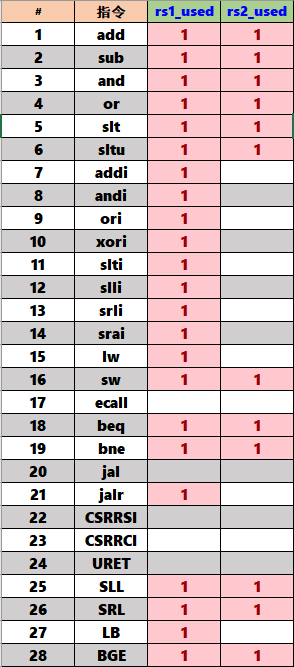 # 指令 rs1_used rs2_used
1 add 1 1
2 sub 1 1
3 and 1 1
4 or 1 1
5 slt 1 1
6 sltu 1 1
7 addi 1
8 andi 1
9 ori 1
10 xori 1
11 slti 1
12 slli 1
13 srli 1
14 srai 1
15 lw 1
16 sw 1 1
17 ecall
18 beq 1 1
19 bne 1 1
20 jal
21 jalr 1
22 CSRRSI
23 CSRRCI
24 URET
25 SLL 1 1
26 SRL 1 1
27 LB 1
28 BGE 1 1